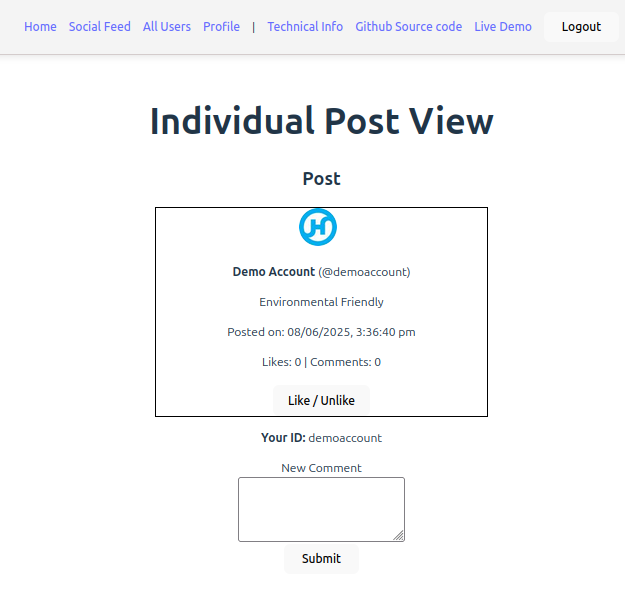 Home Social Feed All Users Profile | Technical Info Github Source code Live Demo Logout
Individual Post View
Post
Demo Account (@demoaccount)
Environmental Friendly
Posted on: 08/06/2025, 3:36:40 pm
Likes: 0 | Comments: 0
Like / Unlike
Your ID: demoaccount
New Comment
Submit